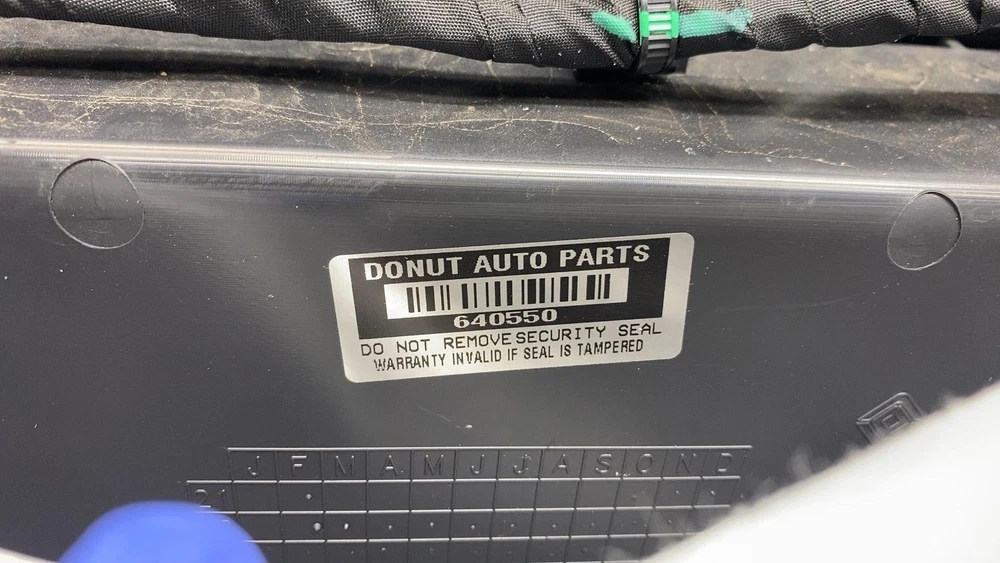 DONUT AUTO PARTS
640550
DO NOT REMOVE SECURITY SEAL
WARRANTY INVALID IF SEAL IS TAMPERED
J F M A M J J A S O N D
21